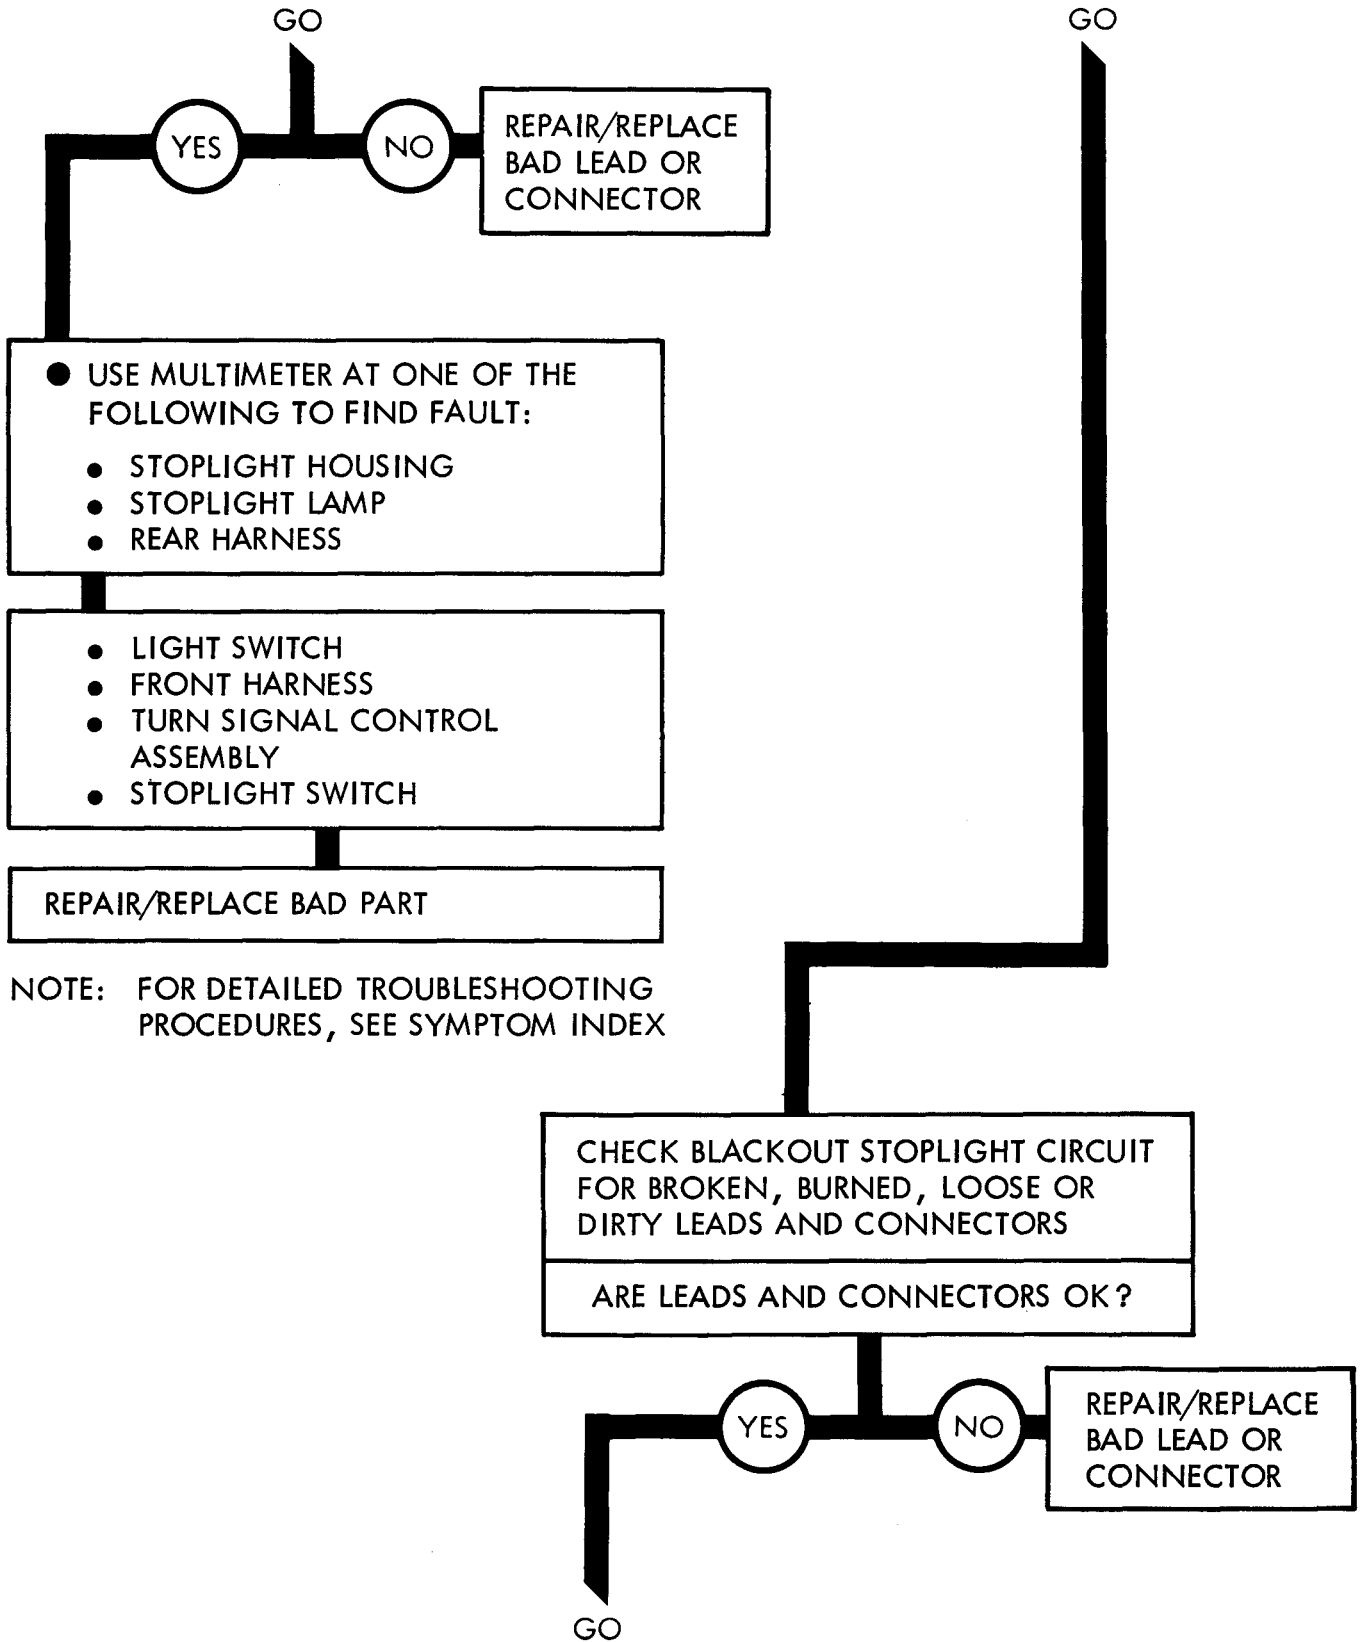 GO
GO
YES
NO
REPAIR/REPLACE
BAD LEAD OR
CONNECTOR
● USE MULTIMETER AT ONE OF THE
FOLLOWING TO FIND FAULT:
● STOPLIGHT HOUSING
● STOPLIGHT LAMP
● REAR HARNESS
● LIGHT SWITCH
● FRONT HARNESS
● TURN SIGNAL CONTROL
ASSEMBLY
● STOPLIGHT SWITCH
REPAIR/REPLACE BAD PART
NOTE: FOR DETAILED TROUBLESHOOTING
PROCEDURES, SEE SYMPTOM INDEX
CHECK BLACKOUT STOPLIGHT CIRCUIT
FOR BROKEN, BURNED, LOOSE OR
DIRTY LEADS AND CONNECTORS
ARE LEADS AND CONNECTORS OK?
YES
NO
REPAIR/REPLACE
BAD LEAD OR
CONNECTOR
GO